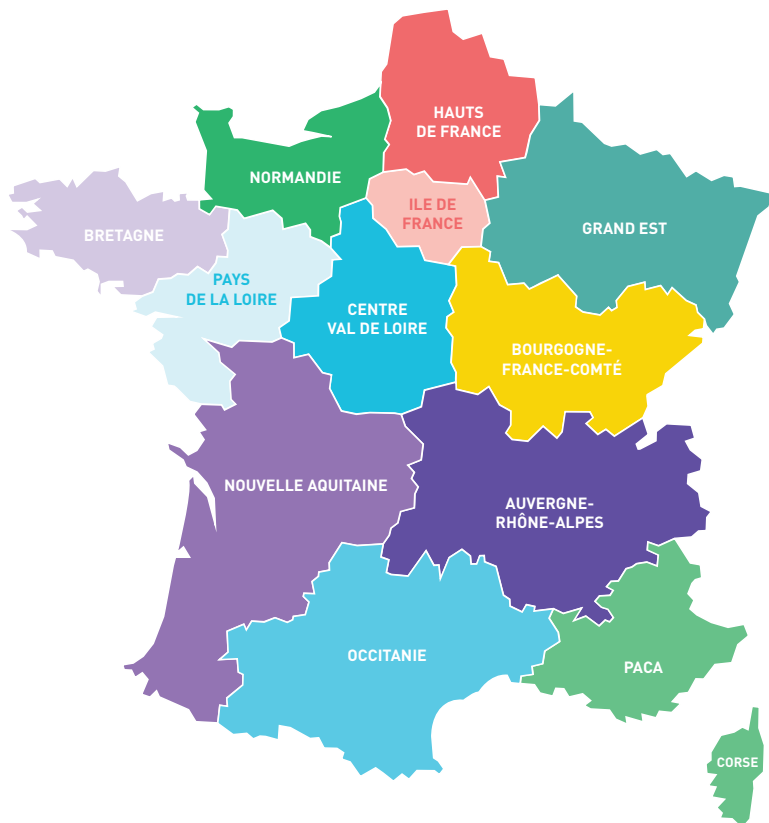 HAUTS
DE FRANCE
NORMANDIE
ILE DE
FRANCE
BRETAGNE
GRAND EST
PAYS
DE LA LOIRE
CENTRE
VAL DE LOIRE
BOURGOGNE-
FRANCE-COMTÉ
NOUVELLE AQUITAINE
AUVERGNE-
RHÔNE-ALPES
OCCITANIE
PACA
CORSE